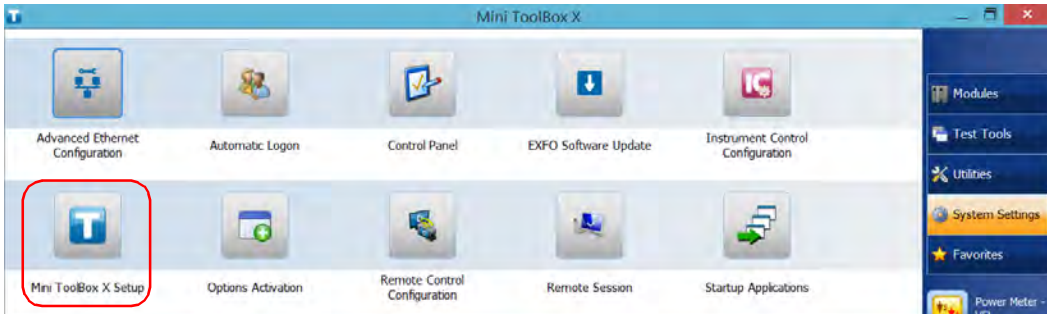 Mini ToolBox X
Advanced Ethernet
Configuration
Automatic Logon
Control Panel
EXFO Software Update
Instrument Control
Configuration
Mini ToolBox X Setup
Options Activation
Remote Control
Configuration
Remote Session
Startup Applications
Modules
Test Tools
Utilities
System Settings
Favorites
Power Meter -